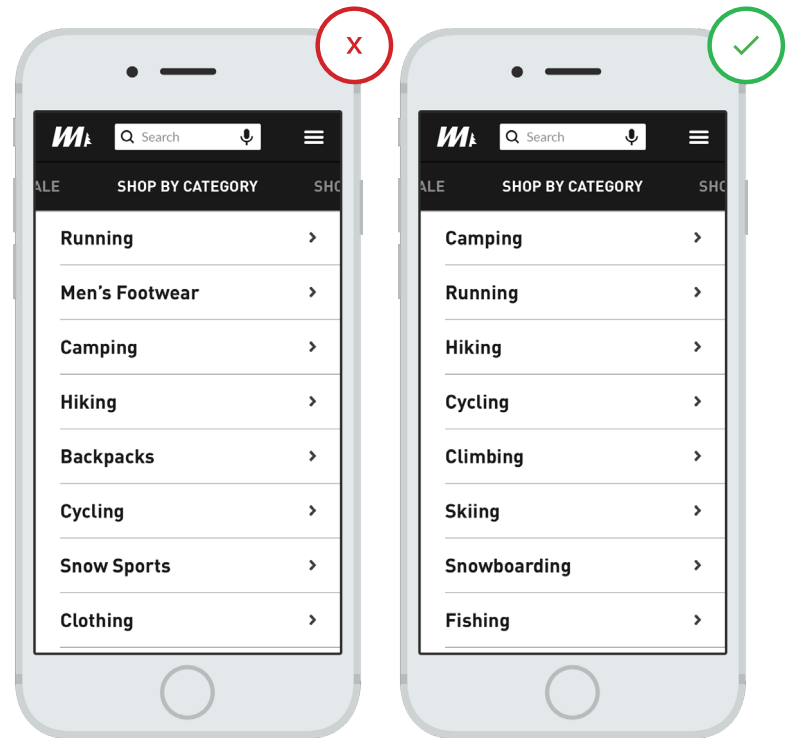 X
Search
ALE SHOP BY CATEGORY SHO
Running
Men's Footwear
Camping
Hiking
Backpacks
Cycling
Snow Sports
Clothing
Search
ALE SHOP BY CATEGORY SHO
Camping
Running
Hiking
Cycling
Climbing
Skiing
Snowboarding
Fishing